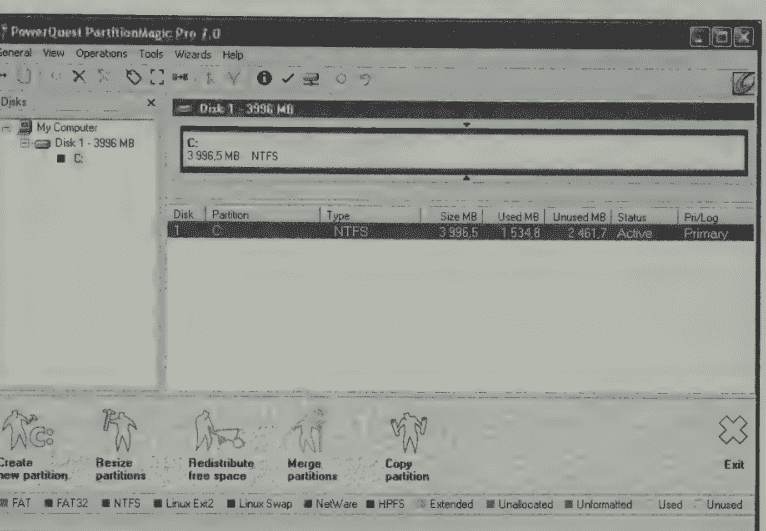 PowerQuest PartitionMagic Pro 7.0
General View Operations Tools Wizards Help
Disks
Disk 1 - 3996 MB
My Computer
Disk 1 - 3996 MB
C:
C:
3 996,5 MB NTFS
Disk Partition Type Size MB Used MB Unused MB Status Pri/Log
1 C: NTFS 3 996,5 1 534,8 2 461,7 Active Primary
C:
Create new partition
Resize partitions
Redistribute free space
Merge partitions
Copy partition
Exit
FAT FAT32 NTFS Linux Ext2 Linux Swap NetWare HPFS Extended Unallocated Unformatted Used Unused